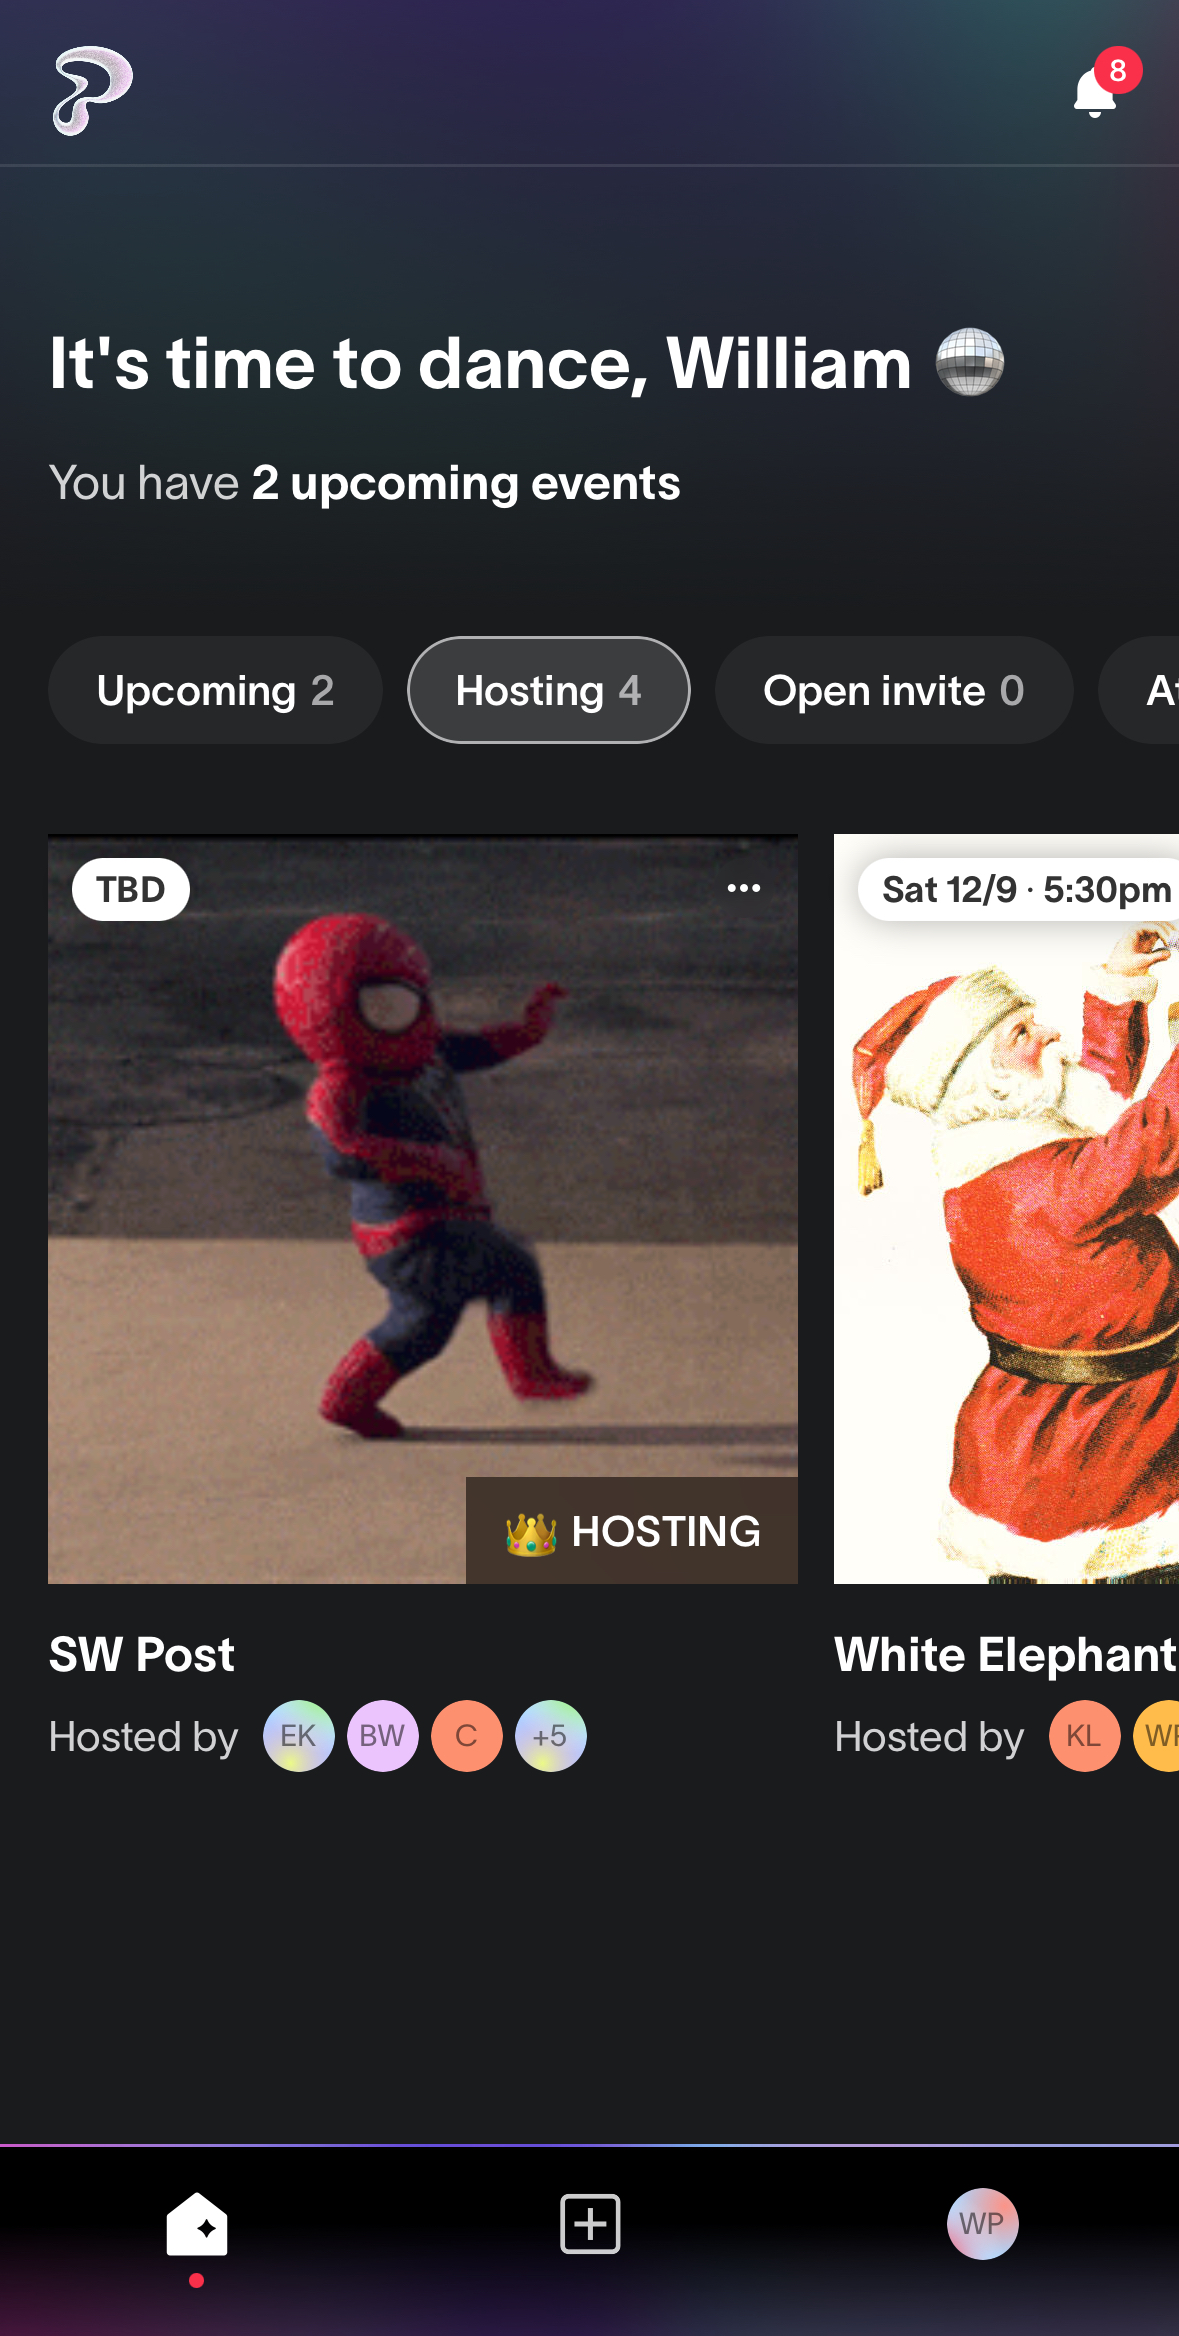 8
It's time to dance, William
You have 2 upcoming events
Upcoming 2
Hosting 4
Open invite 0
TBD
Sat 12/9 · 5:30pm
HOSTING
SW Post
White Elephant
Hosted by EK BW C +5
Hosted by KL
WP